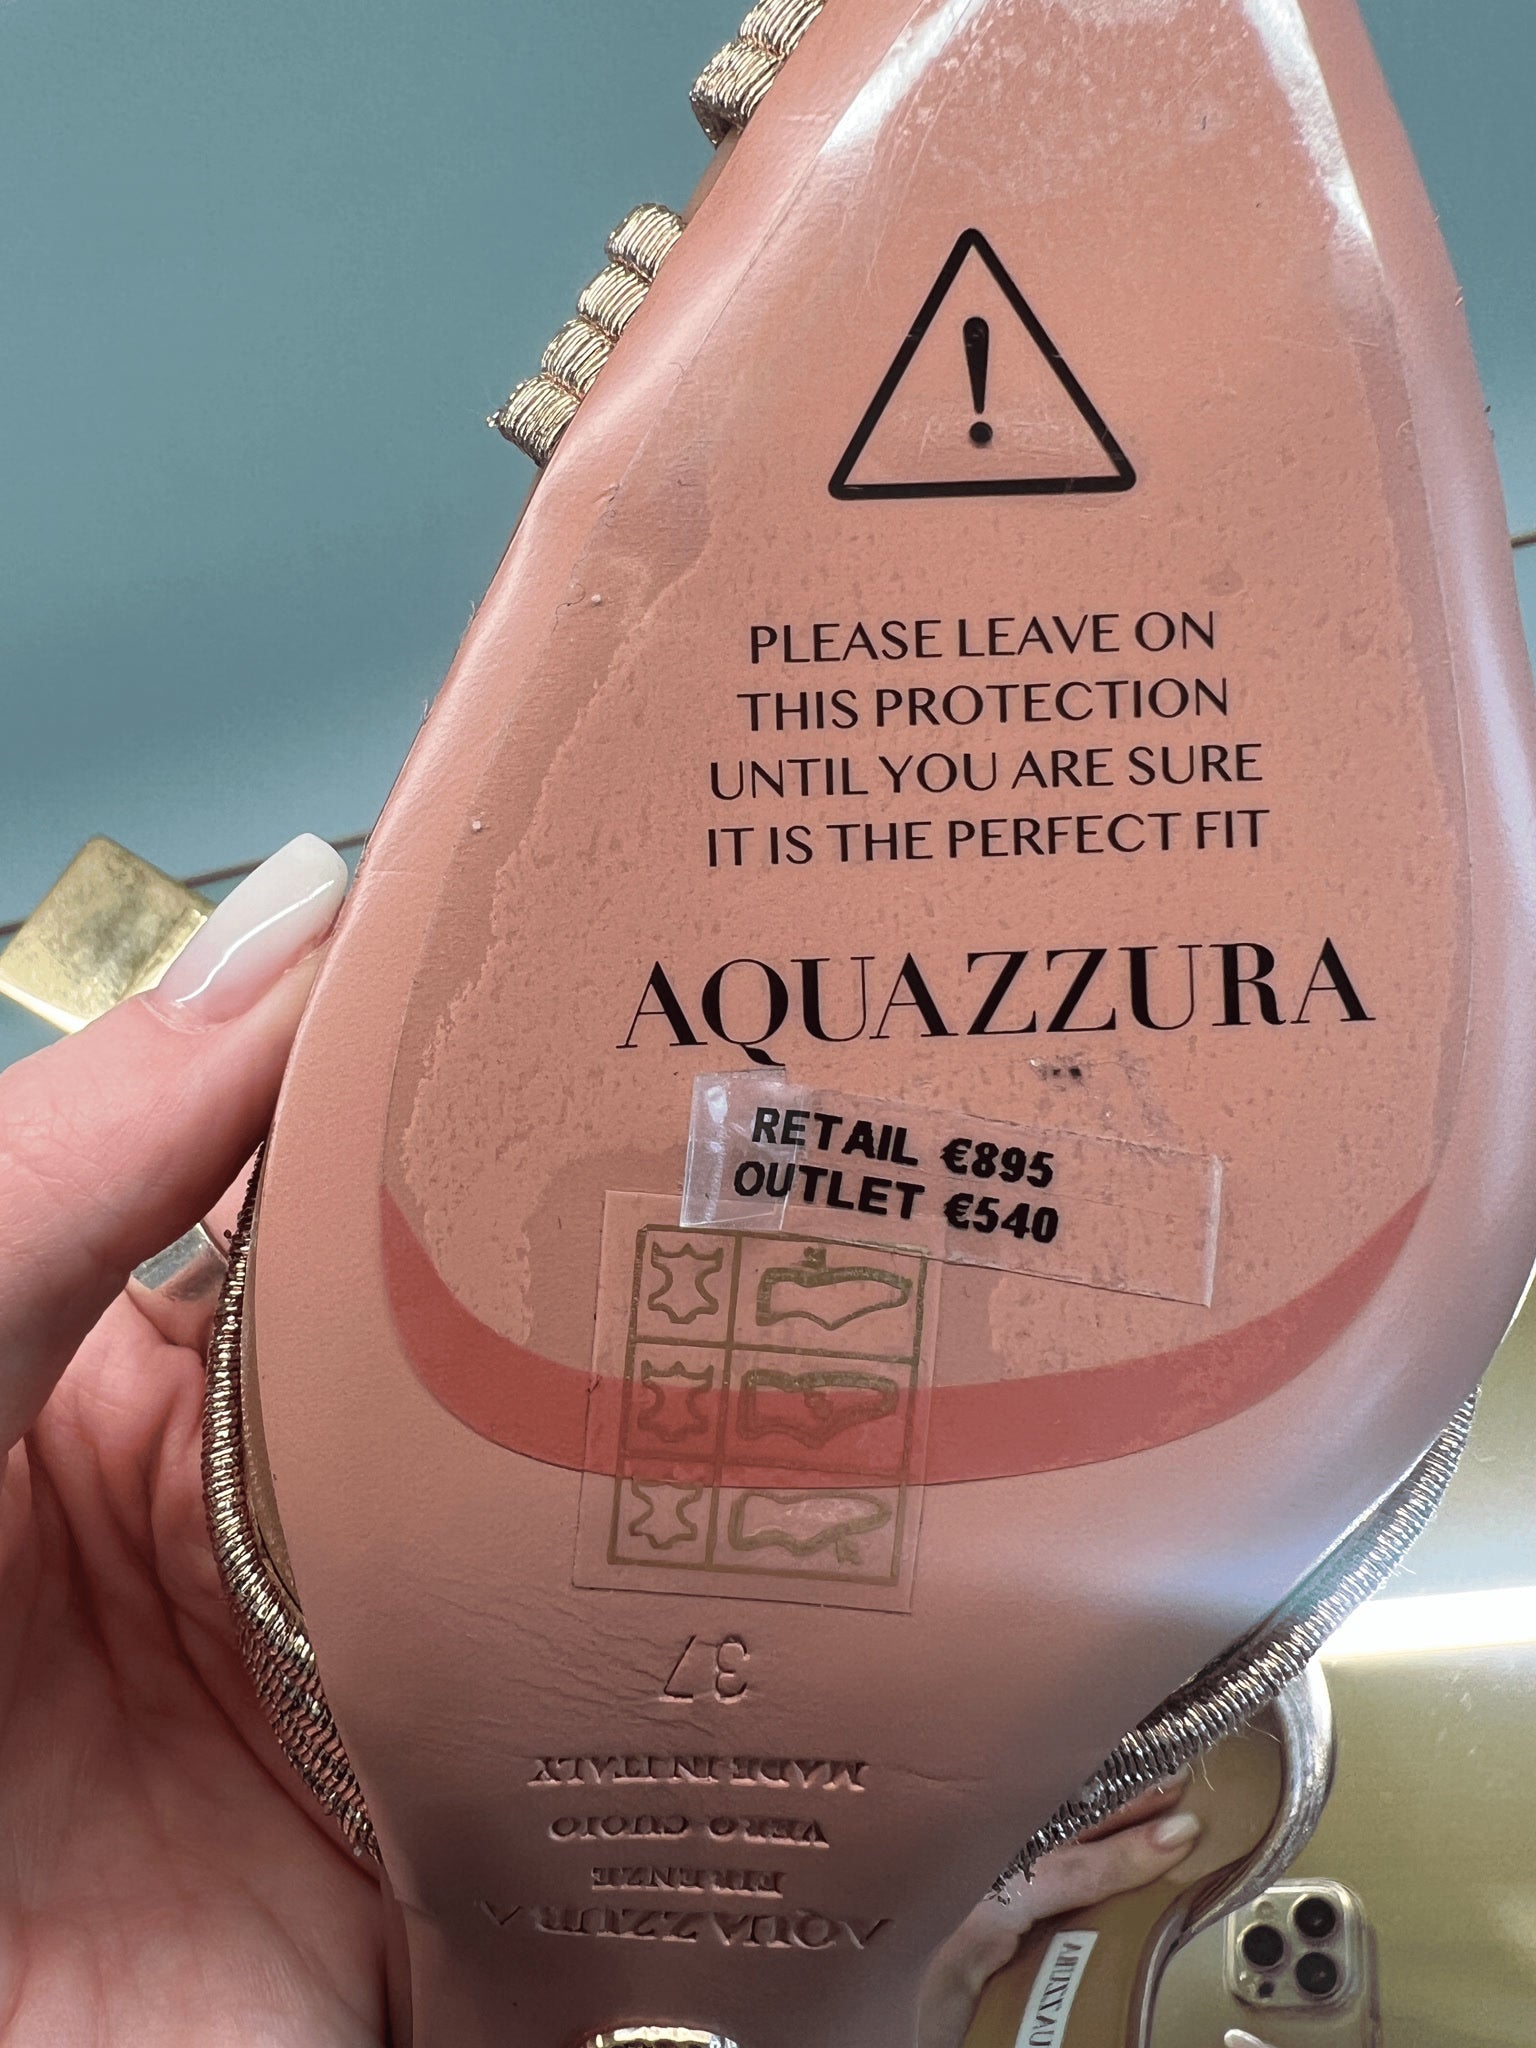 !
PLEASE LEAVE ON
THIS PROTECTION
UNTIL YOU ARE SURE
IT IS THE PERFECT FIT
AQUAZZURA
RETAIL €895
OUTLET €540
37
MADE IN ITALY
VERO CUOIO
FIRENZE
AQUAZZURA
AQUAZZURA